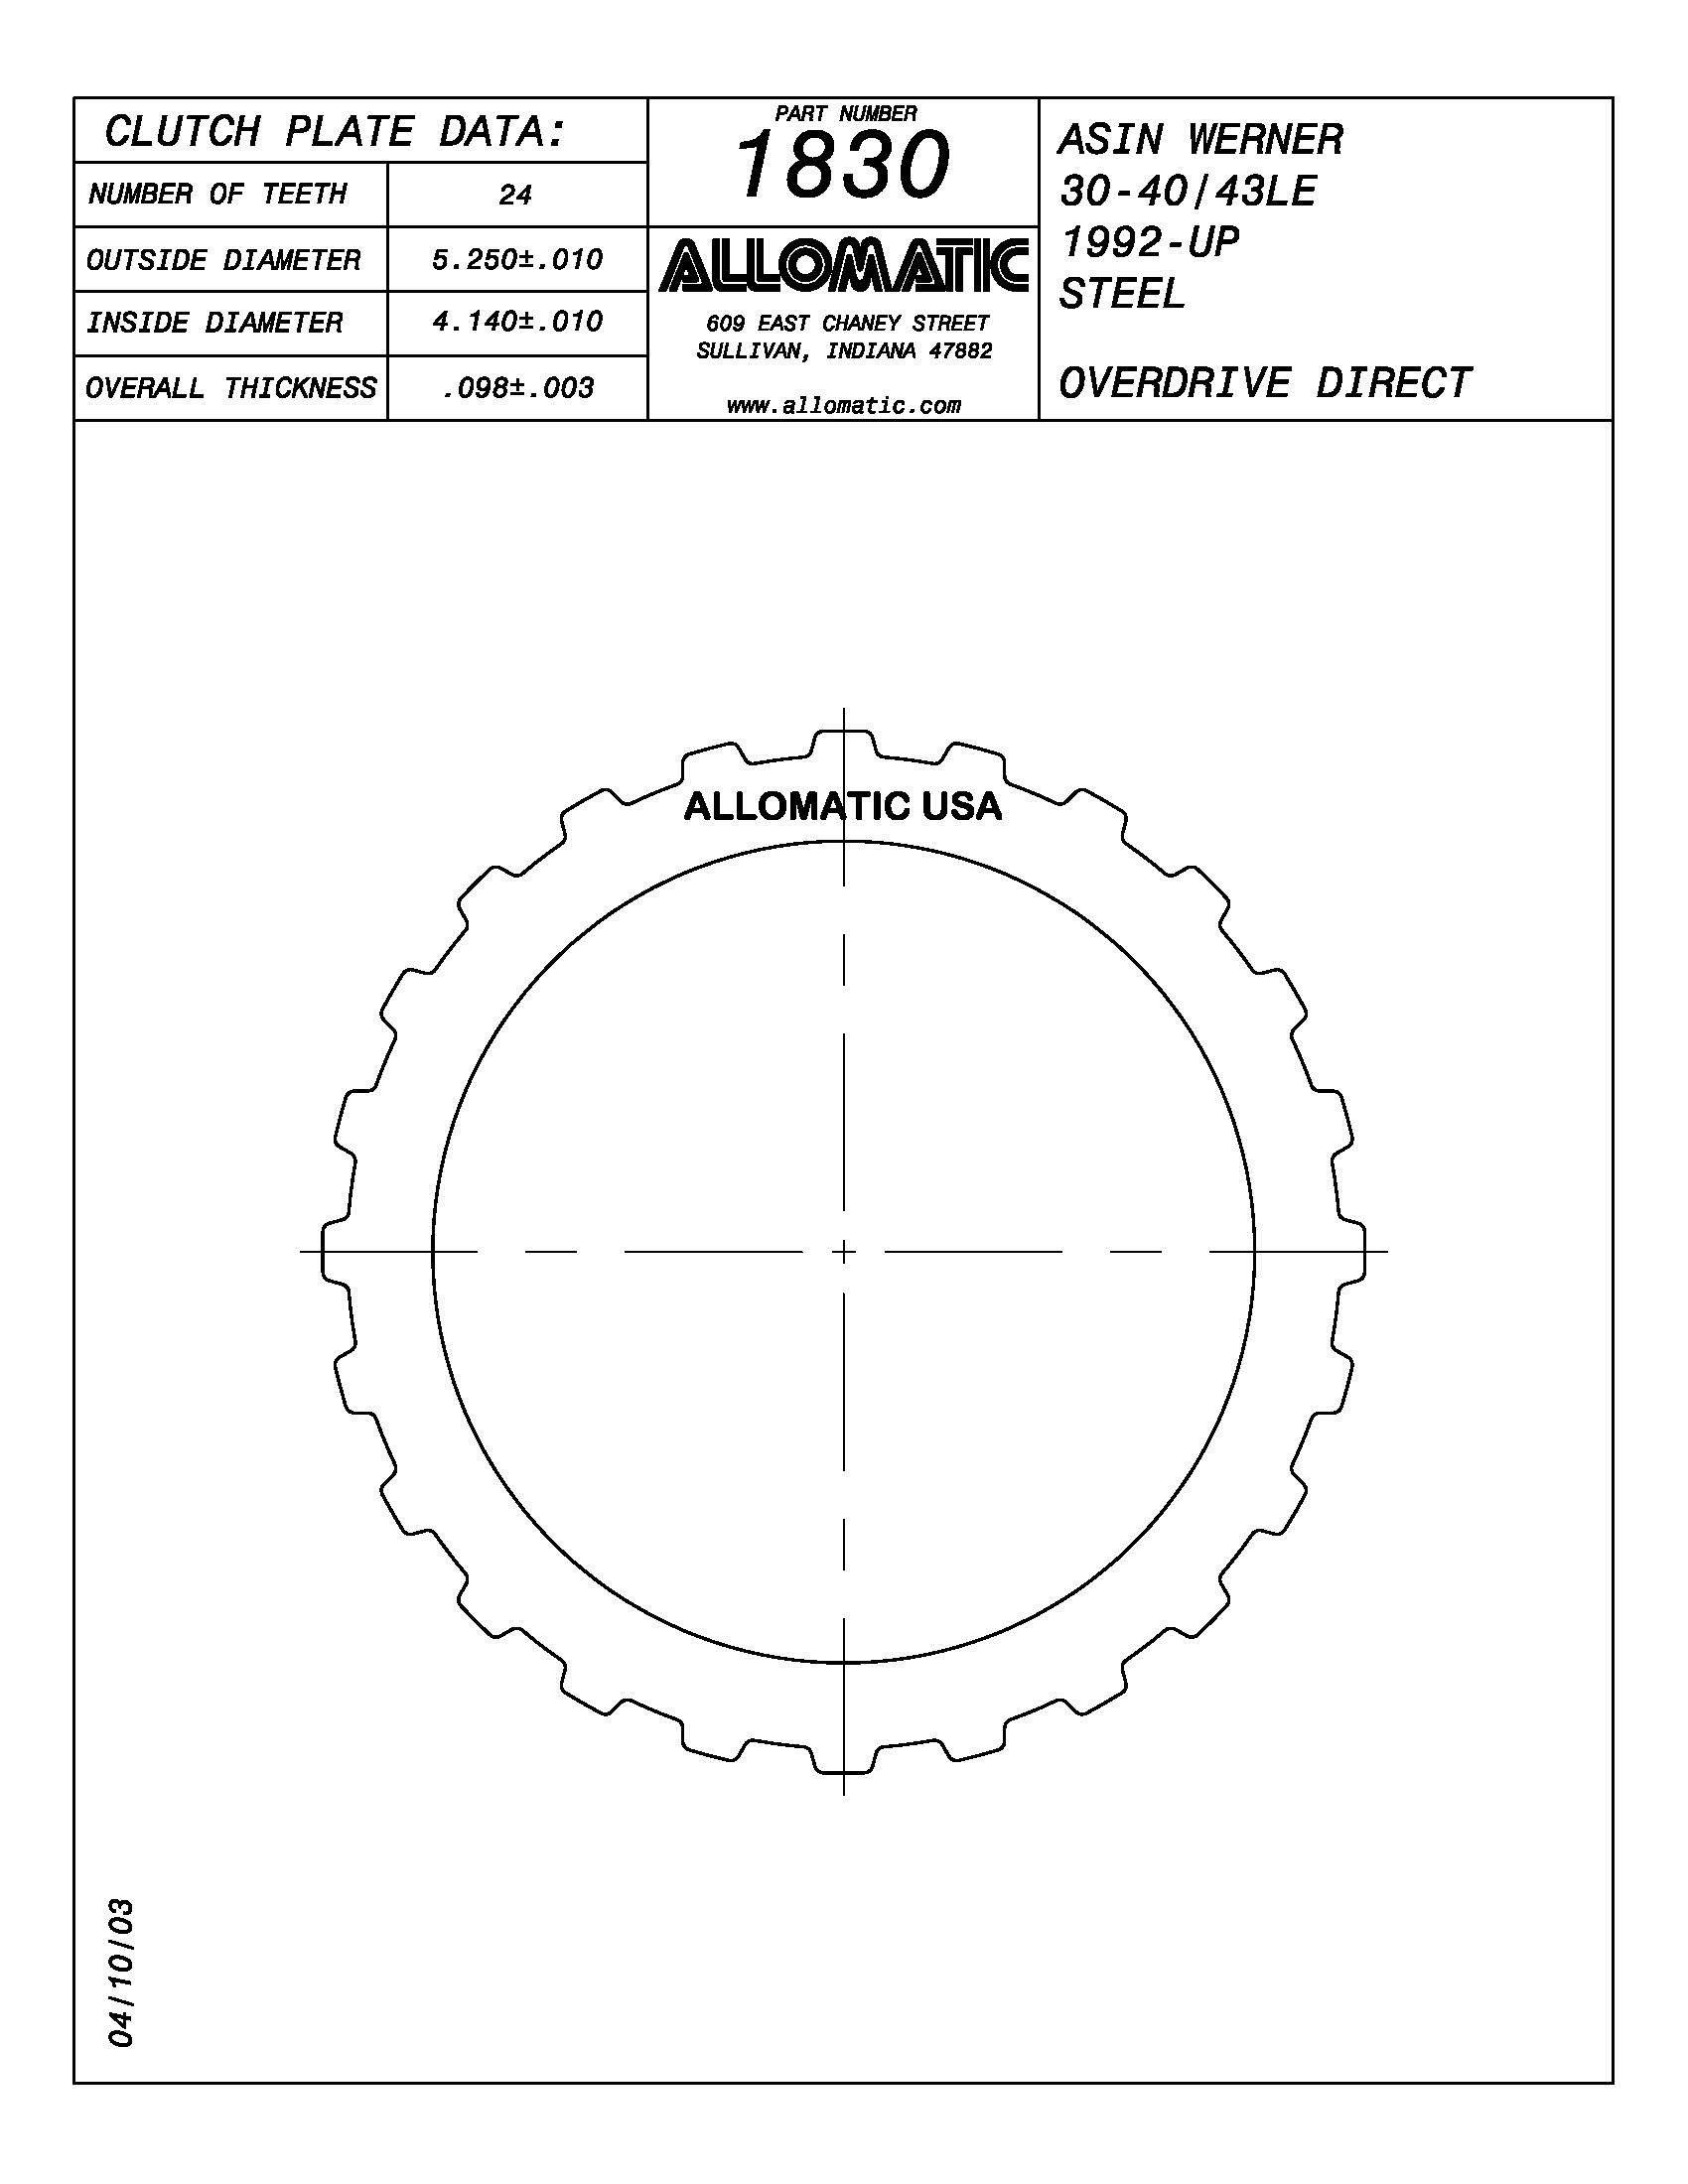 CLUTCH PLATE DATA:
NUMBER OF TEETH 24
OUTSIDE DIAMETER 5.250±.010
INSIDE DIAMETER 4.140±.010
OVERALL THICKNESS .098±.003
PART NUMBER
1830
ALLOMATIC
609 EAST CHANEY STREET
SULLIVAN, INDIANA 47882
www.allomatic.com
ASIN WERNER
30-40/43LE
1992-UP
STEEL
OVERDRIVE DIRECT
ALLOMATIC USA
04/10/03